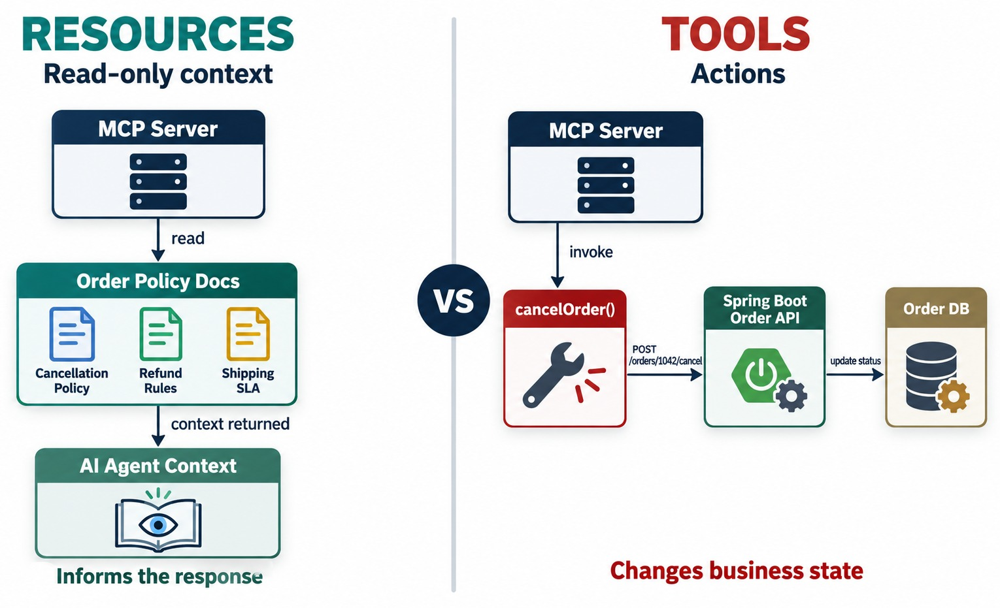 RESOURCES
Read-only context
MCP Server
read
Order Policy Docs
Cancellation
Policy
Refund
Rules
Shipping
SLA
context returned
AI Agent Context
Informs the response
VS
TOOLS
Actions
MCP Server
invoke
cancelOrder()
POST
/orders/1042/cancel
Spring Boot
Order API
update status
Order DB
Changes business state